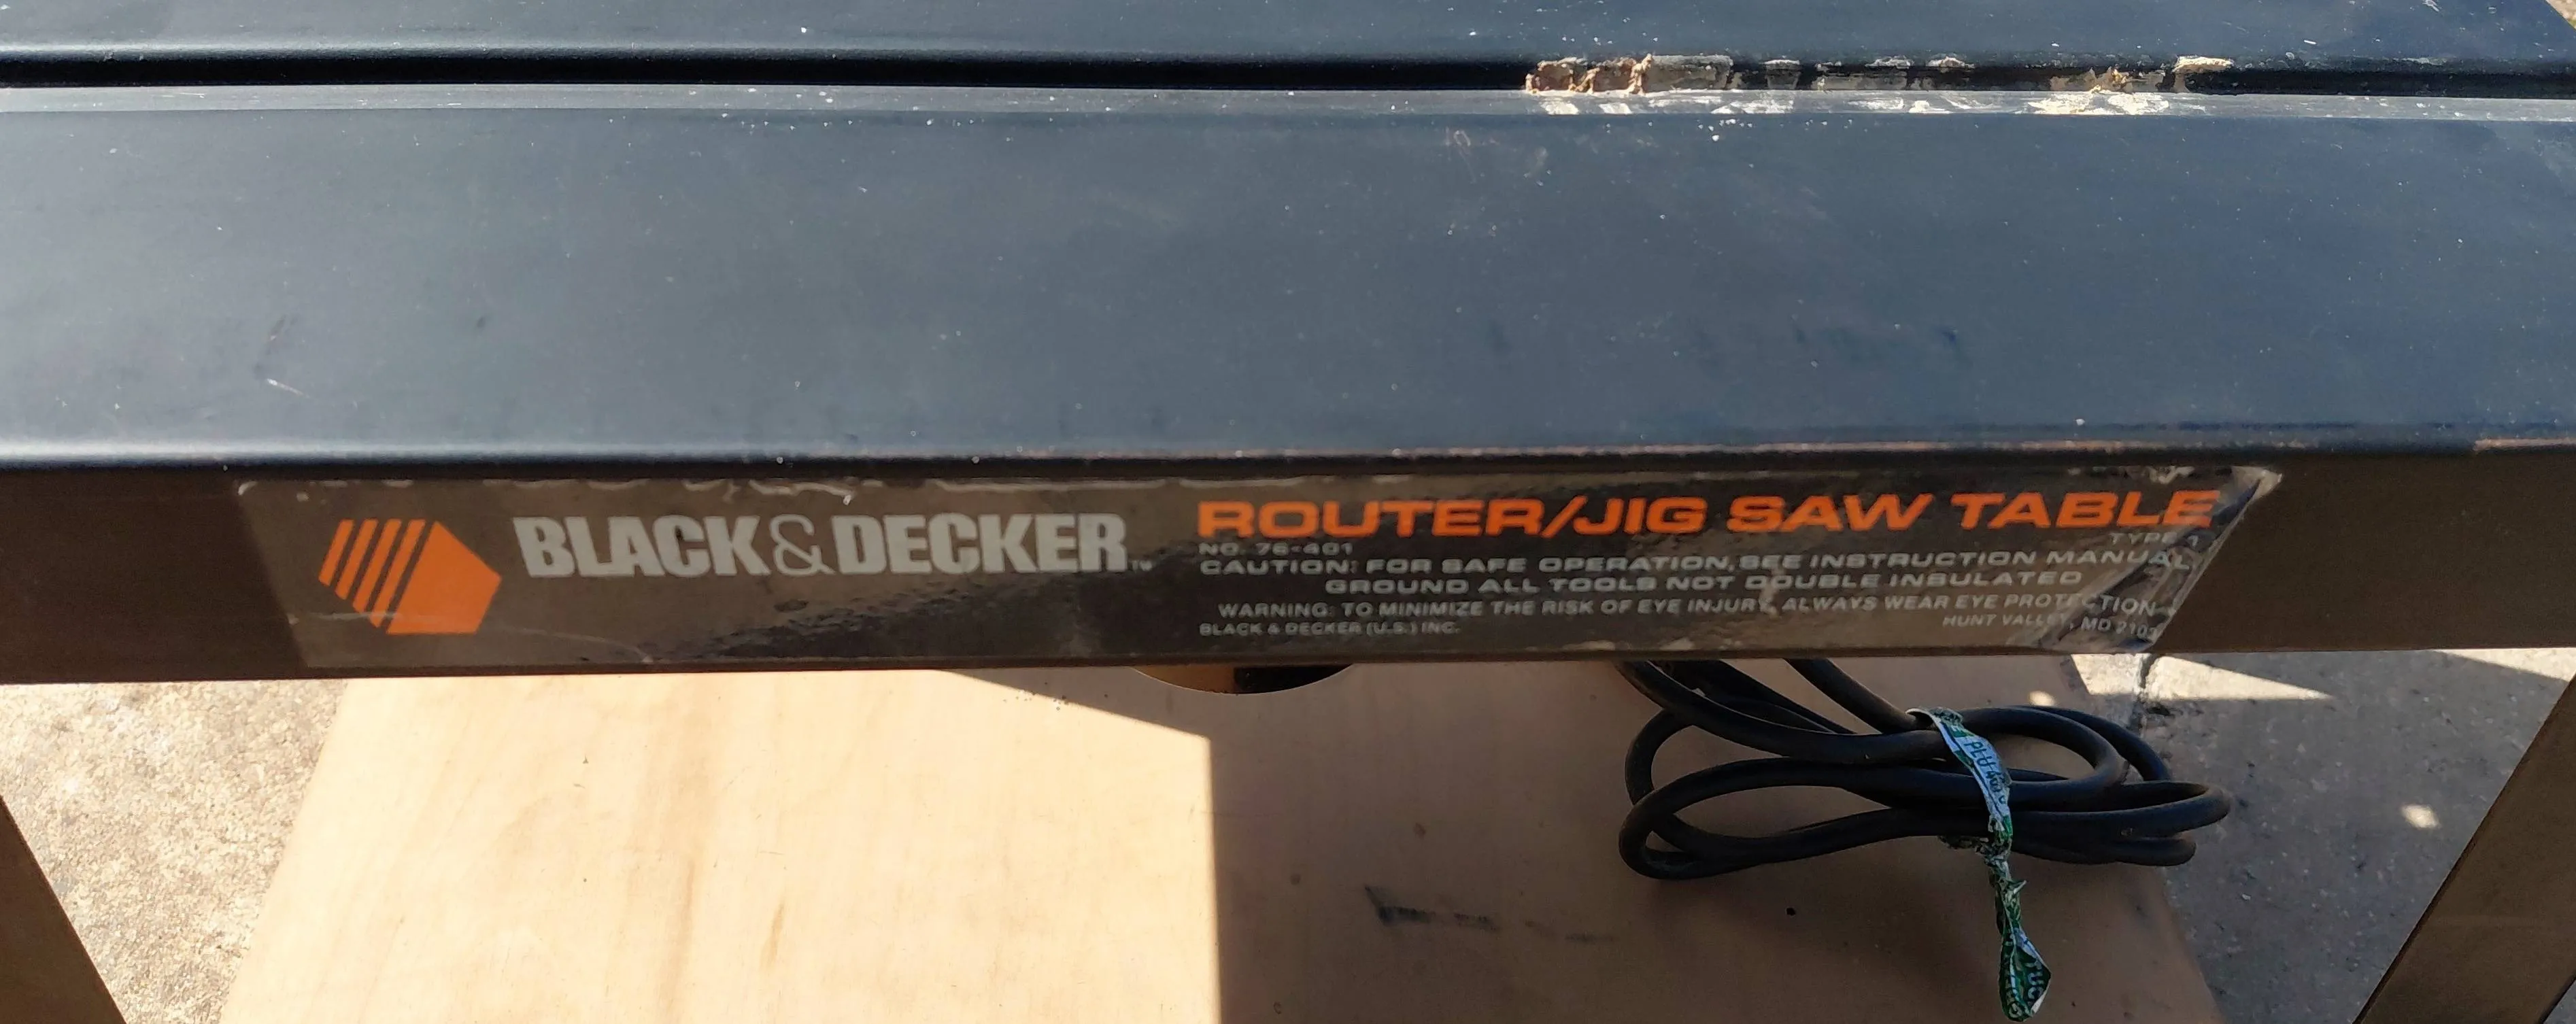 BLACK & DECKER™
ROUTER/JIG SAW TABLE
NO. 76-401 TYPE 1
CAUTION: FOR SAFE OPERATION, SEE INSTRUCTION MANUAL
GROUND ALL TOOLS NOT DOUBLE INSULATED
WARNING: TO MINIMIZE THE RISK OF EYE INJURY, ALWAYS WEAR EYE PROTECTION
BLACK & DECKER (U.S.) INC. HUNT VALLEY, MD
PLU